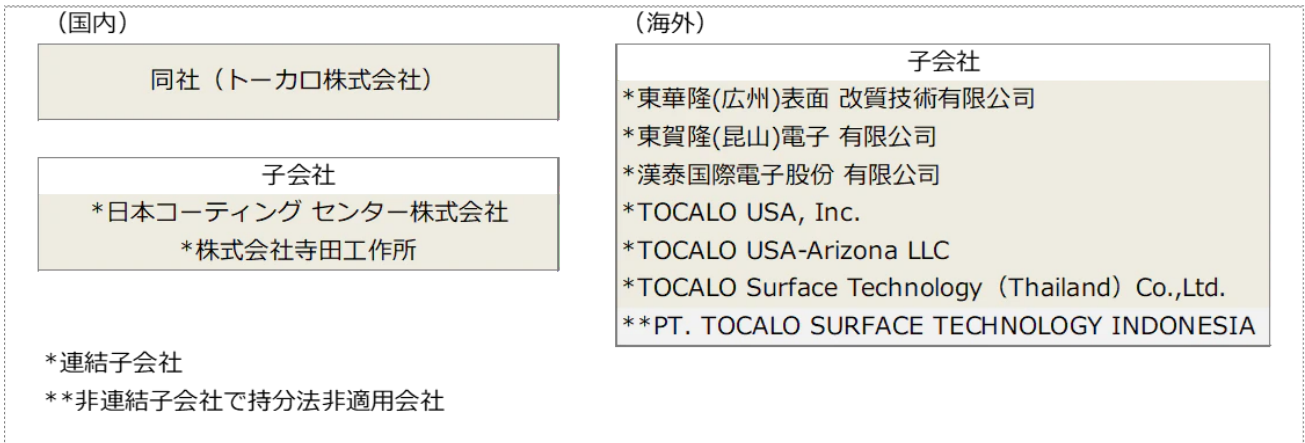 （国内）
同社（トーカロ株式会社）
子会社
*日本コーティング センター株式会社
*株式会社寺田工作所
（海外）
子会社
*東華隆(広州)表面 改質技術有限公司
*東賀隆(昆山)電子 有限公司
*漢泰国際電子股份 有限公司
*TOCALO USA, Inc.
*TOCALO USA-Arizona LLC
*TOCALO Surface Technology（Thailand）Co.,Ltd.
**PT. TOCALO SURFACE TECHNOLOGY INDONESIA
*連結子会社
**非連結子会社で持分法非適用会社